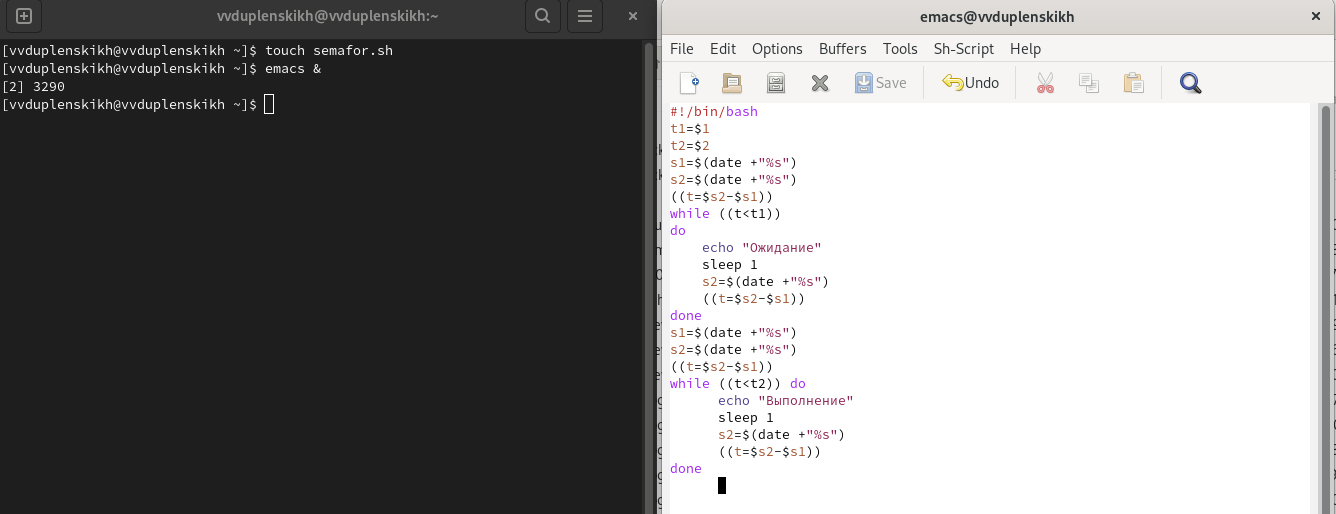 vvduplenskikh@vvduplenskikh:~
[vvduplenskikh@vvduplenskikh ~]$ touch semafor.sh
[vvduplenskikh@vvduplenskikh ~]$ emacs &
[2] 3290
[vvduplenskikh@vvduplenskikh ~]$
emacs@vvduplenskikh
File Edit Options Buffers Tools Sh-Script Help
Save Undo
#!/bin/bash
t1=$1
t2=$2
s1=$(date +"%s")
s2=$(date +"%s")
((t=$s2-$s1))
while ((t<t1))
do
    echo "Ожидание"
    sleep 1
    s2=$(date +"%s")
    ((t=$s2-$s1))
done
s1=$(date +"%s")
s2=$(date +"%s")
((t=$s2-$s1))
while ((t<t2)) do
      echo "Выполнение"
      sleep 1
      s2=$(date +"%s")
      ((t=$s2-$s1))
done